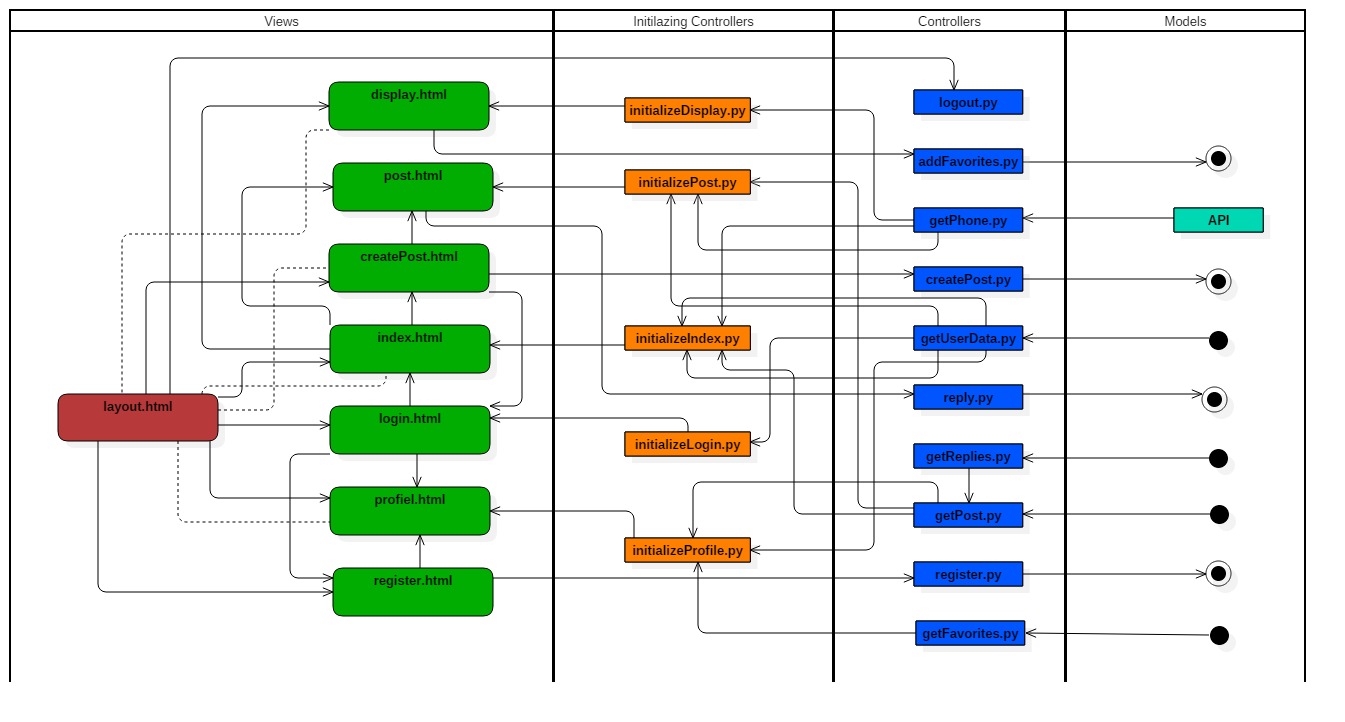 Views
Initilazing Controllers
Controllers
Models
display.html
initializeDisplay.py
logout.py
addFavorites.py
post.html
initializePost.py
getPhone.py
API
createPost.html
createPost.py
index.html
initializeIndex.py
getUserData.py
layout.html
reply.py
login.html
initializeLogin.py
getReplies.py
profiel.html
getPost.py
initializeProfile.py
register.html
register.py
getFavorites.py